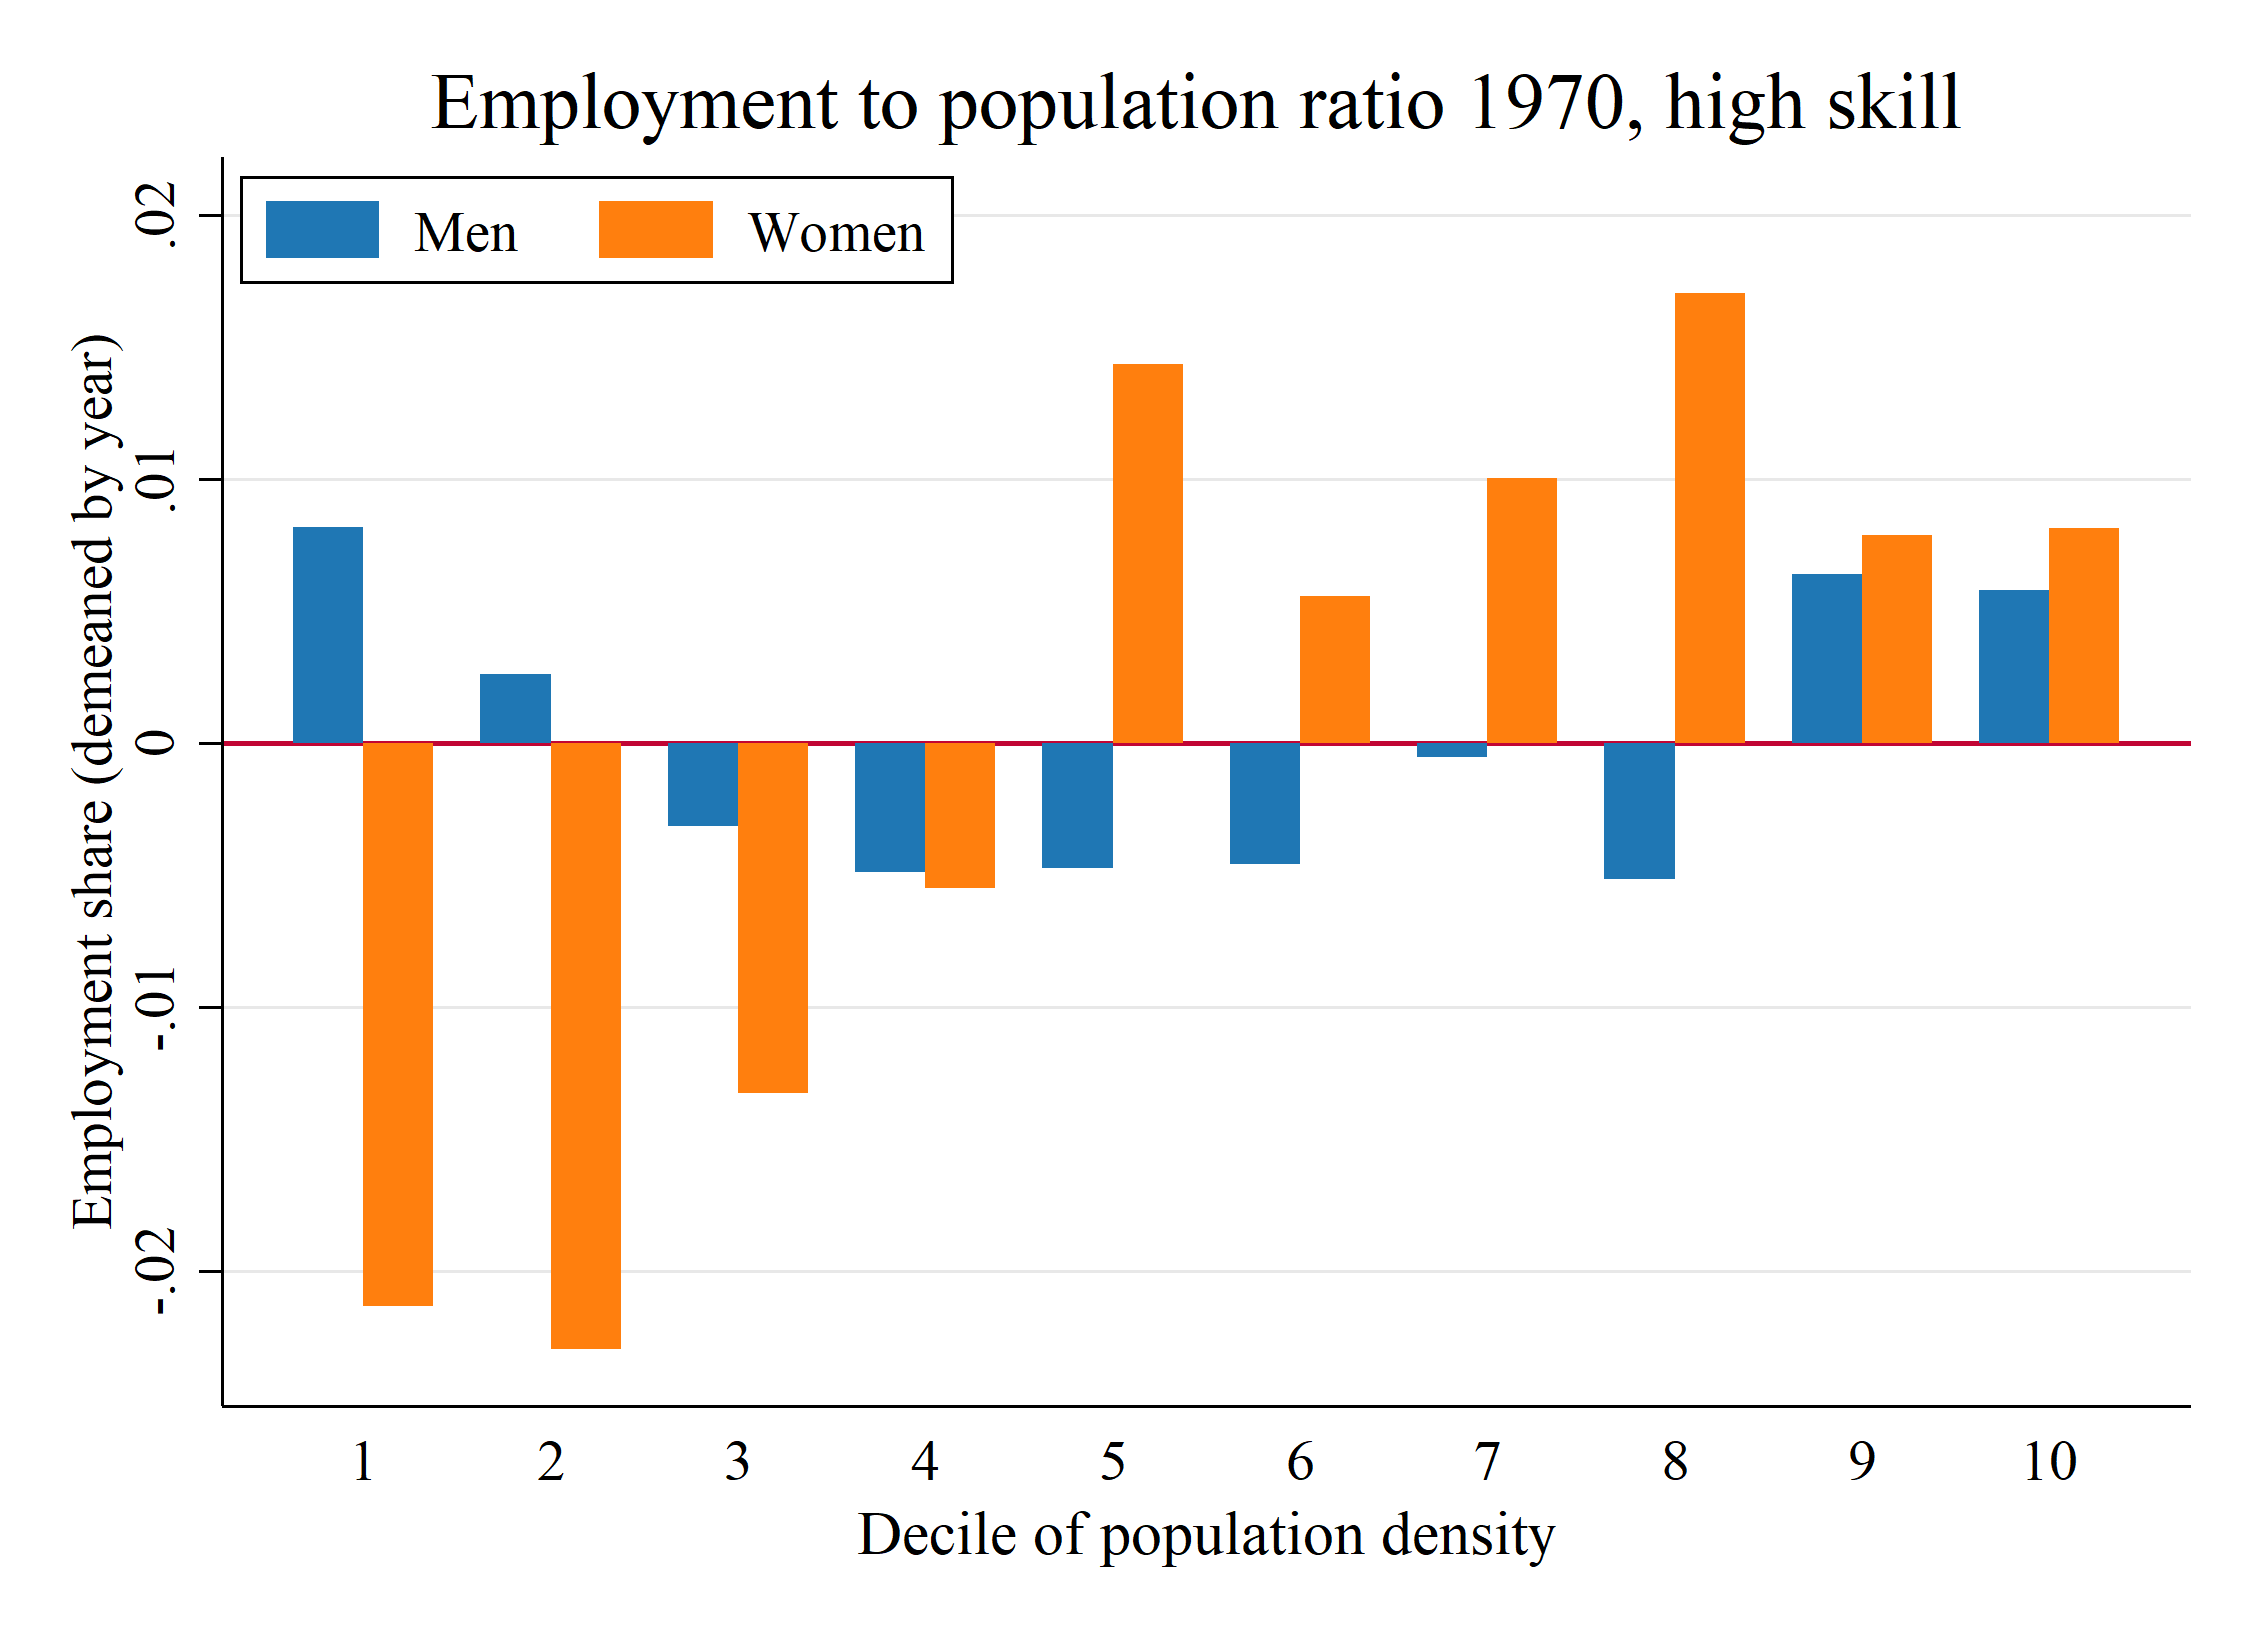 Employment to population ratio 1970, high skill
Men Women
Employment share (demeaned by year)
.02
.01
0
-.01
-.02
1 2 3 4 5 6 7 8 9 10
Decile of population density